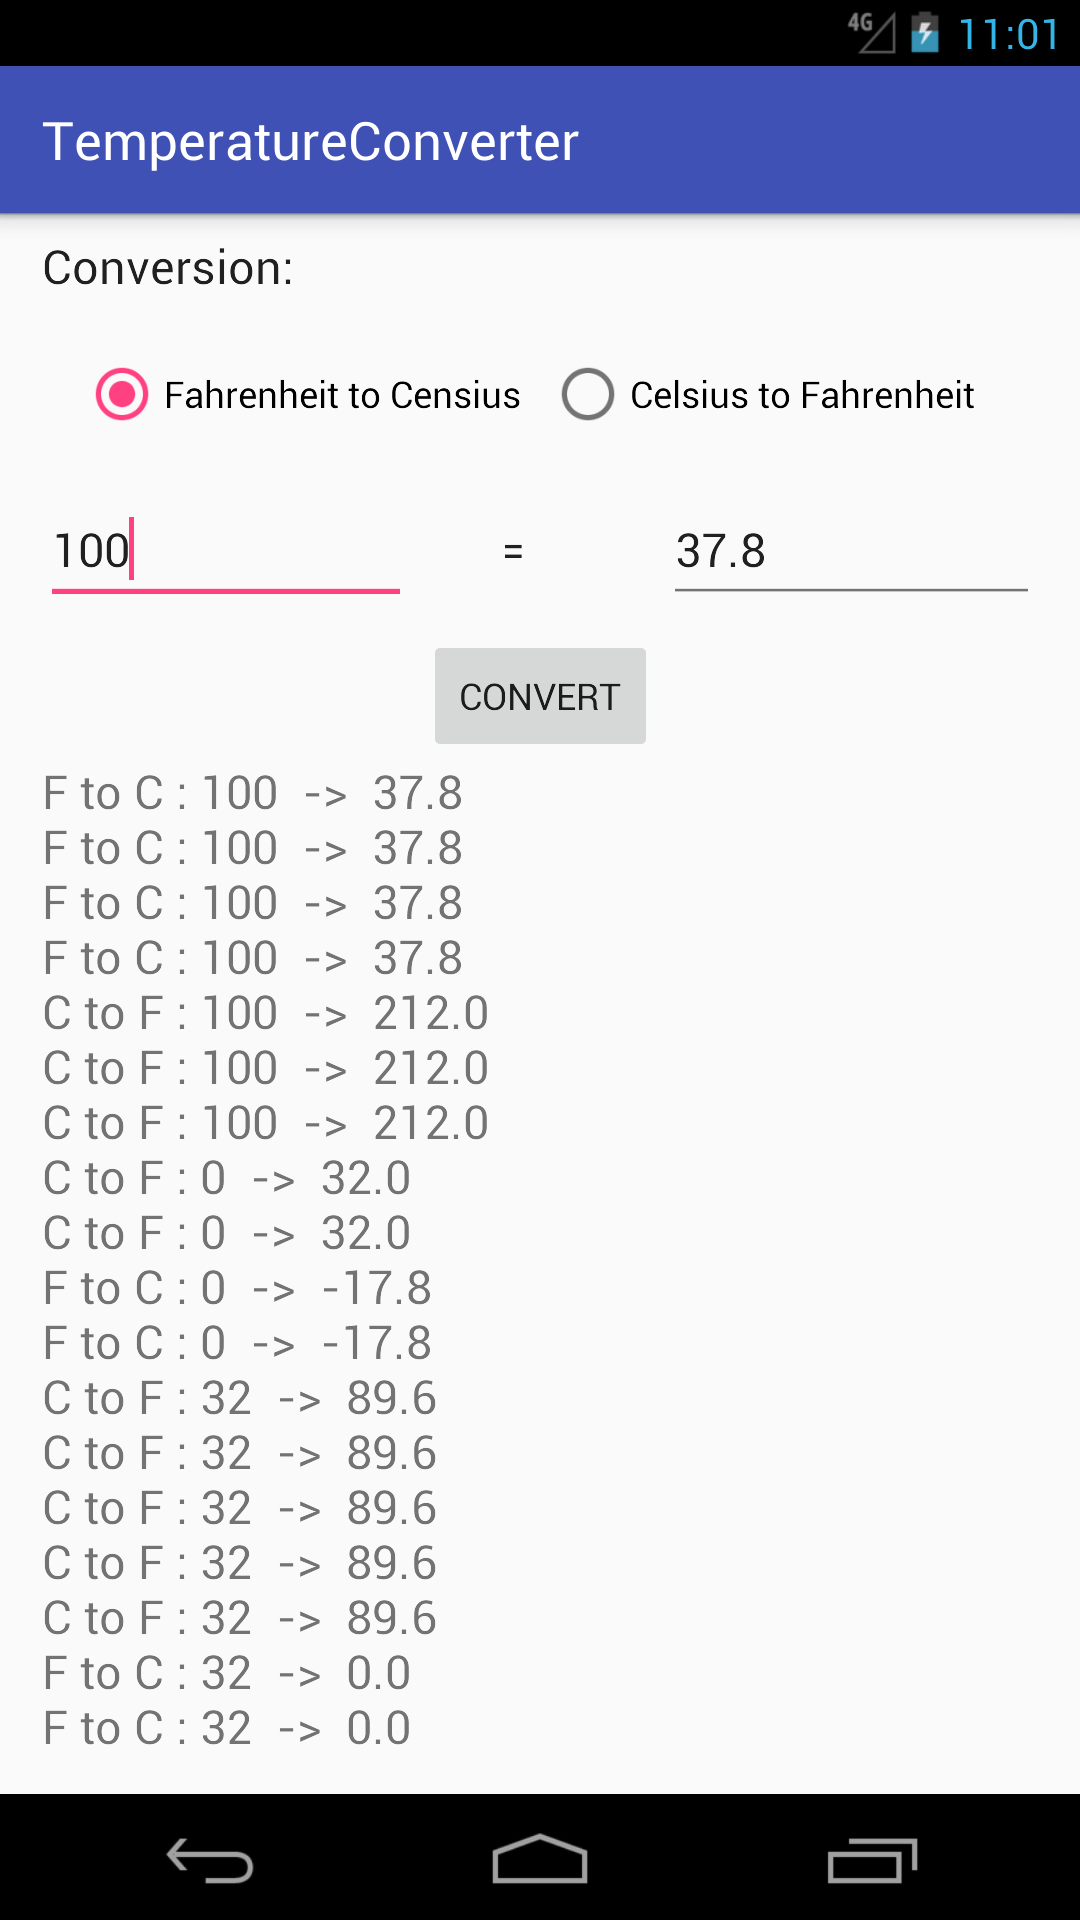 4G 11:01
TemperatureConverter
Conversion:
Fahrenheit to Censius Celsius to Fahrenheit
100 = 37.8
CONVERT
F to C : 100 -> 37.8
F to C : 100 -> 37.8
F to C : 100 -> 37.8
F to C : 100 -> 37.8
C to F : 100 -> 212.0
C to F : 100 -> 212.0
C to F : 100 -> 212.0
C to F : 0 -> 32.0
C to F : 0 -> 32.0
F to C : 0 -> -17.8
F to C : 0 -> -17.8
C to F : 32 -> 89.6
C to F : 32 -> 89.6
C to F : 32 -> 89.6
C to F : 32 -> 89.6
C to F : 32 -> 89.6
F to C : 32 -> 0.0
F to C : 32 -> 0.0